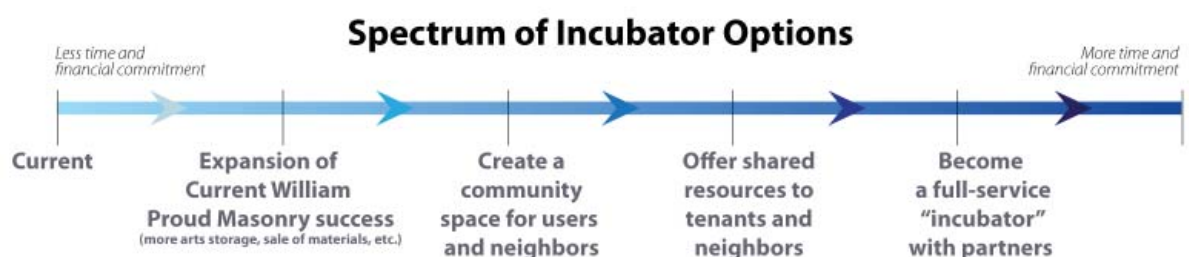 Spectrum of Incubator Options
Less time and
financial commitment
More time and
financial commitment
Current
Expansion of
Current William
Proud Masonry success
(more arts storage, sale of materials, etc.)
Create a
community
space for users
and neighbors
Offer shared
resources to
tenants and
neighbors
Become
a full-service
“incubator”
with partners